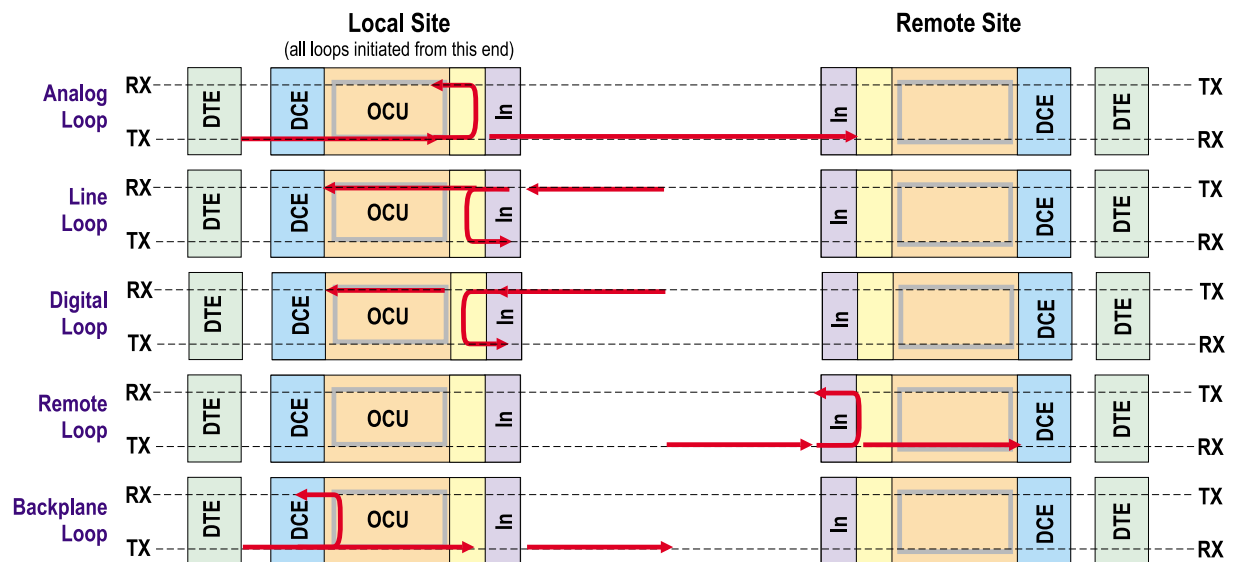 Local Site
(all loops initiated from this end)
Remote Site
Analog
Loop
RX
TX
DTE
DCE
OCU
In
In
DCE
DTE
TX
RX
Line
Loop
RX
TX
DTE
DCE
OCU
In
In
DCE
DTE
TX
RX
Digital
Loop
RX
TX
DTE
DCE
OCU
In
In
DCE
DTE
TX
RX
Remote
Loop
RX
TX
DTE
DCE
OCU
In
In
DCE
DTE
TX
RX
Backplane
Loop
RX
TX
DTE
DCE
OCU
In
In
DCE
DTE
TX
RX